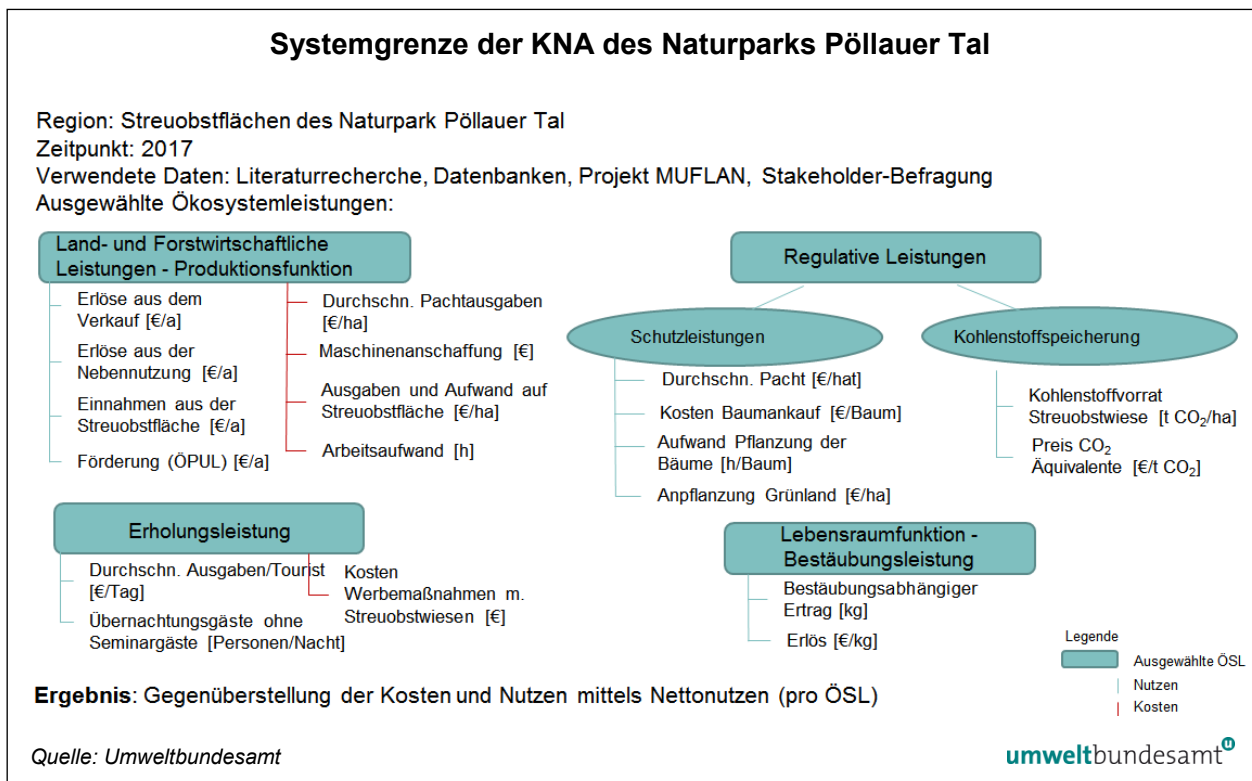 Systemgrenze der KNA des Naturparks Pöllauer Tal
Region: Streuobstflächen des Naturpark Pöllauer Tal
Zeitpunkt: 2017
Verwendete Daten: Literaturrecherche, Datenbanken, Projekt MUFLAN, Stakeholder-Befragung
Ausgewählte Ökosystemleistungen:
Land- und Forstwirtschaftliche
Leistungen - Produktionsfunktion
Erlöse aus dem
Verkauf [€/a]
Erlöse aus der
Nebennutzung [€/a]
Einnahmen aus der
Streuobstfläche [€/a]
Förderung (ÖPUL) [€/a]
Durchschn. Pachtausgaben
[€/ha]
Maschinenanschaffung [€]
Ausgaben und Aufwand auf
Streuobstfläche [€/ha]
Arbeitsaufwand [h]
Regulative Leistungen
Schutzleistungen
Durchschn. Pacht [€/hat]
Kosten Baumankauf [€/Baum]
Aufwand Pflanzung der
Bäume [h/Baum]
Anpflanzung Grünland [€/ha]
Kohlenstoffspeicherung
Kohlenstoffvorrat
Streuobstwiese [t CO₂/ha]
Preis CO₂
Äquivalente [€/t CO₂]
Erholungsleistung
Durchschn. Ausgaben/Tourist
[€/Tag]
Übernachtungsgäste ohne
Seminargäste [Personen/Nacht]
Kosten
Werbemaßnahmen m.
Streuobstwiesen [€]
Lebensraumfunktion -
Bestäubungsleistung
Bestäubungsabhängiger
Ertrag [kg]
Erlös [€/kg]
Legende
Ausgewählte ÖSL
Nutzen
Kosten
Ergebnis: Gegenüberstellung der Kosten und Nutzen mittels Nettonutzen (pro ÖSL)
Quelle: Umweltbundesamt
umweltbundesamt u